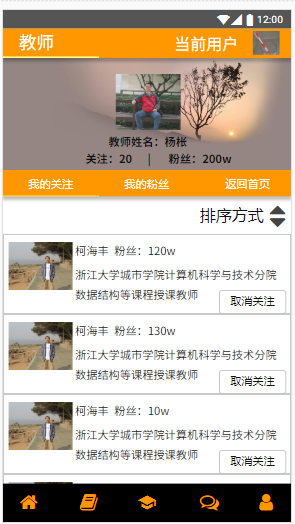 12:00
教师 当前用户
教师姓名：杨枨
关注：20 | 粉丝：200w
我的关注 我的粉丝 返回首页
排序方式
柯海丰 粉丝：120w
浙江大学城市学院计算机科学与技术分院
数据结构等课程授课教师
取消关注
柯海丰 粉丝：130w
浙江大学城市学院计算机科学与技术分院
数据结构等课程授课教师
取消关注
柯海丰 粉丝：10w
浙江大学城市学院计算机科学与技术分院
数据结构等课程授课教师
取消关注